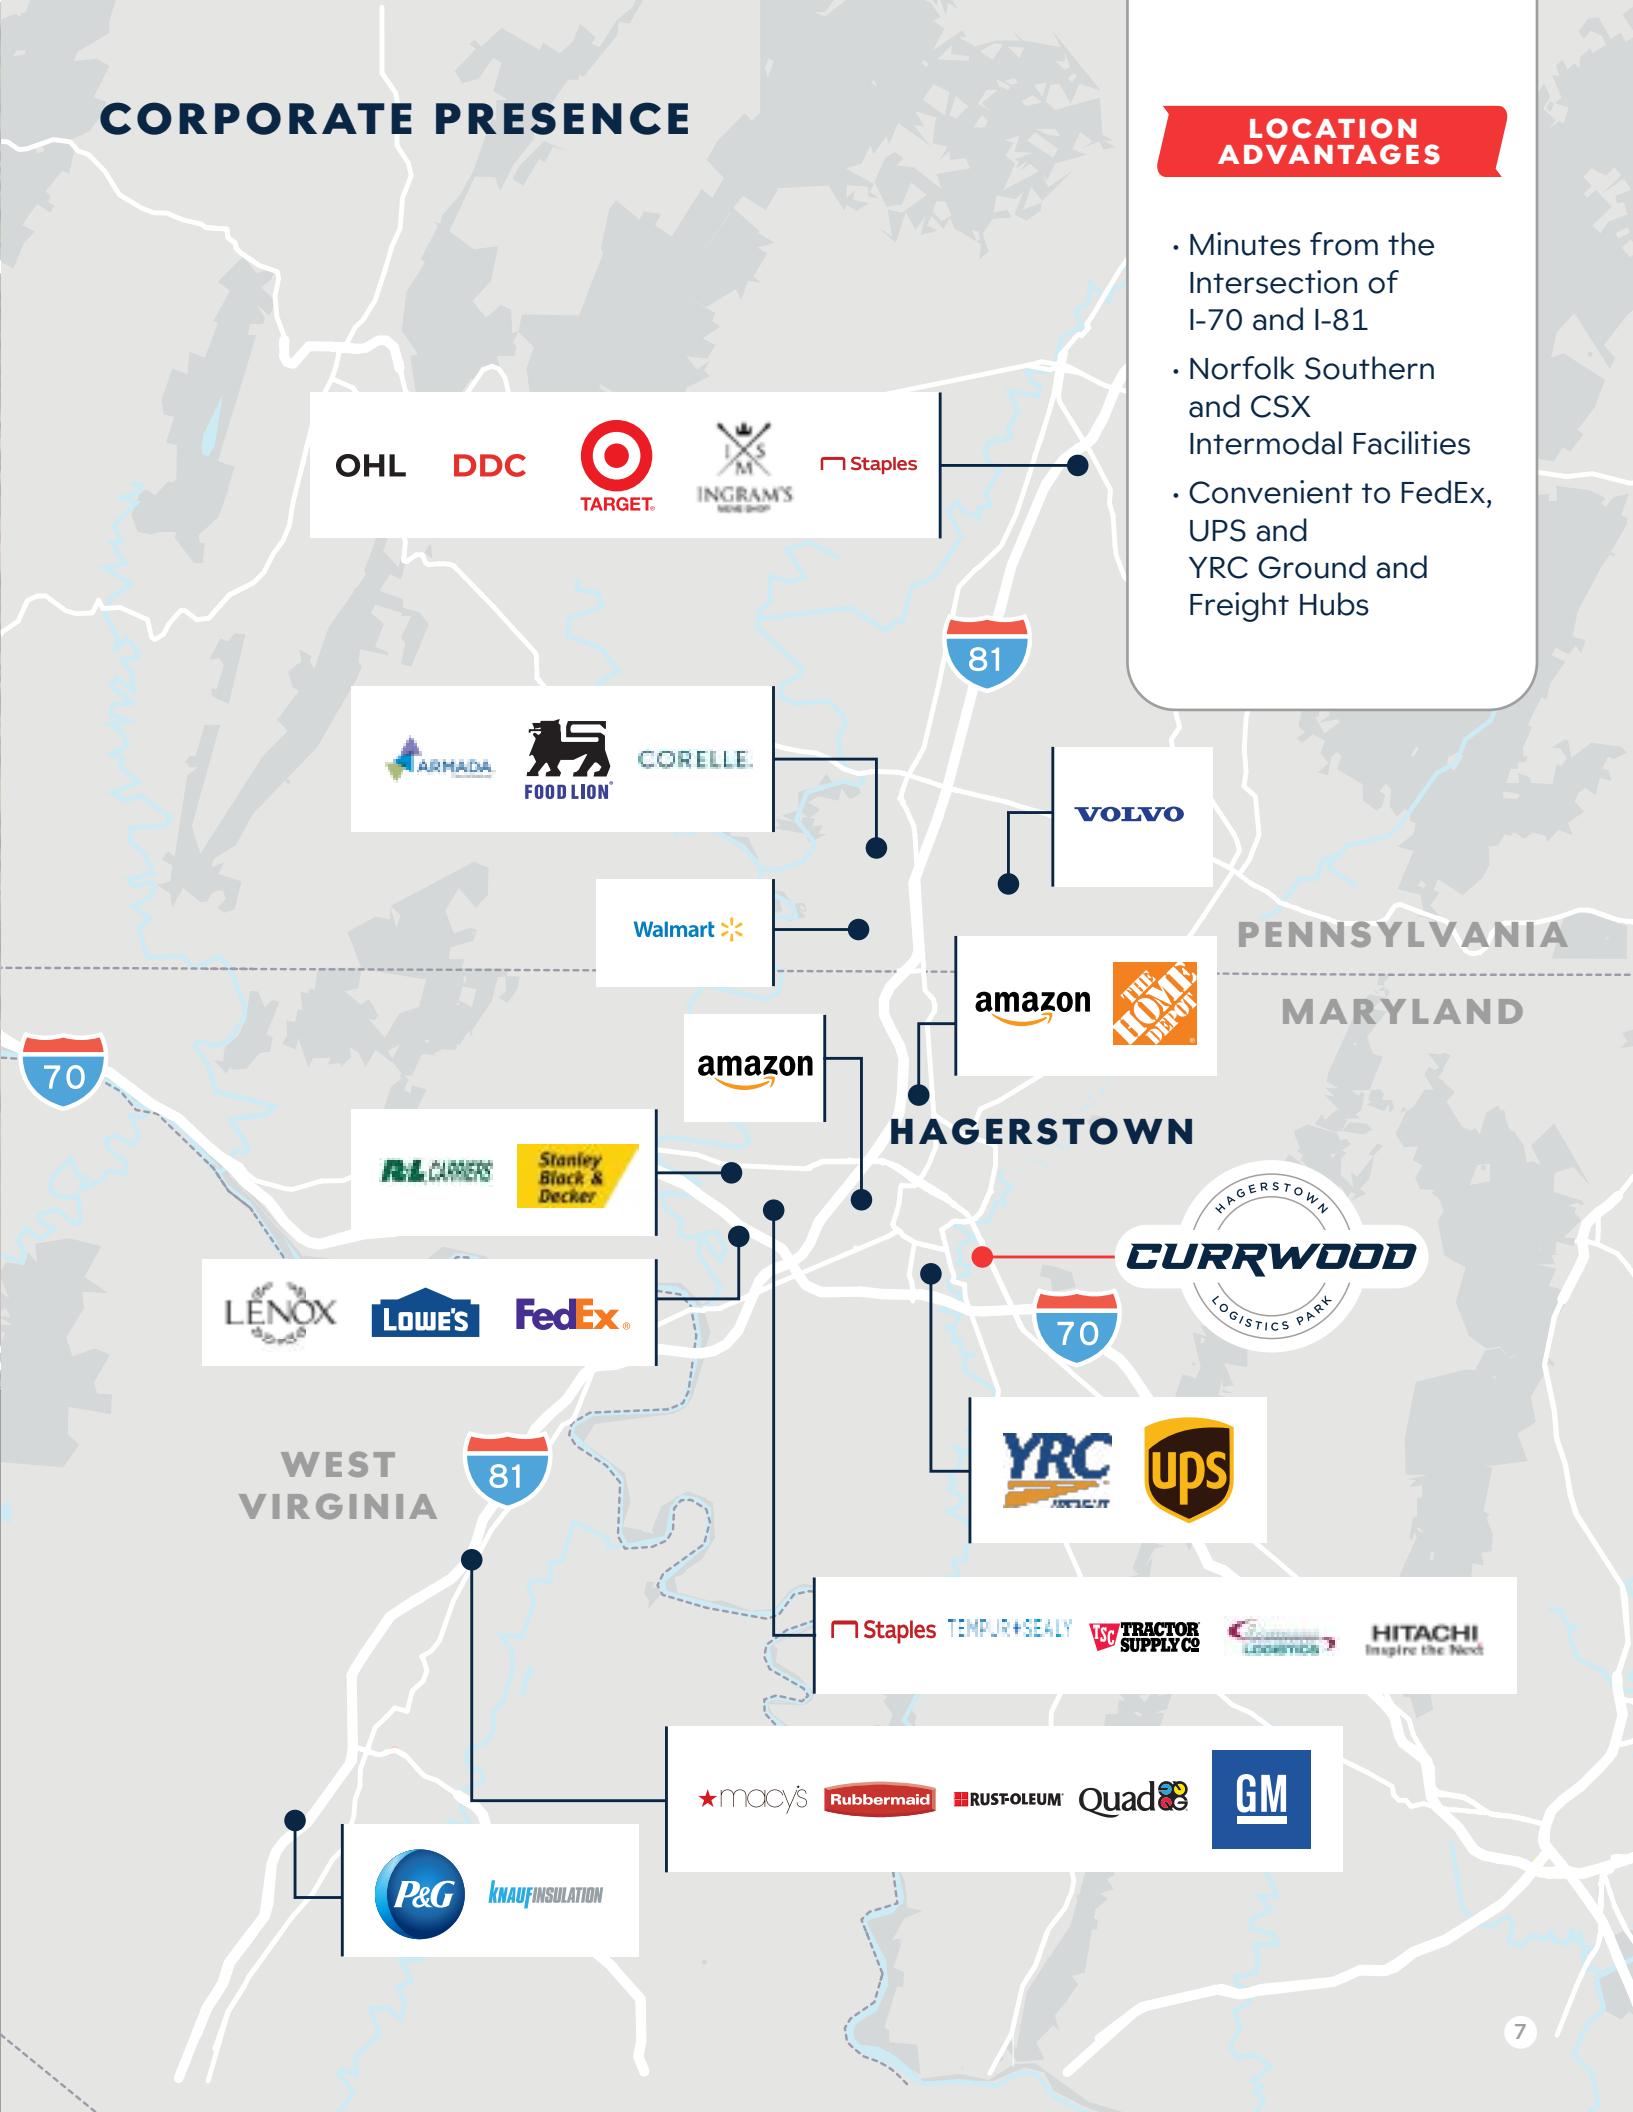 CORPORATE PRESENCE
LOCATION
ADVANTAGES
· Minutes from the
Intersection of
I-70 and I-81
· Norfolk Southern
and CSX
Intermodal Facilities
· Convenient to FedEx,
UPS and
YRC Ground and
Freight Hubs
OHL DDC TARGET INGRAM'S Staples
I S
M
81
ARMADA FOOD LION CORELLE
VOLVO
Walmart
PENNSYLVANIA
amazon THE HOME DEPOT
MARYLAND
70
amazon
HAGERSTOWN
R+L CARRIERS Stanley
Black &
Decker
HAGERSTOWN
CURRWOOD
LOGISTICS PARK
LENOX LOWE'S FedEx®
70
YRC ups
WEST
VIRGINIA
81
Staples TEMPUR+SEALY TSC TRACTOR
SUPPLY CO
LOGISTICS
HITACHI
Inspire the Next
macy's Rubbermaid RUST-OLEUM Quad GM
P&G KNAUFINSULATION
7